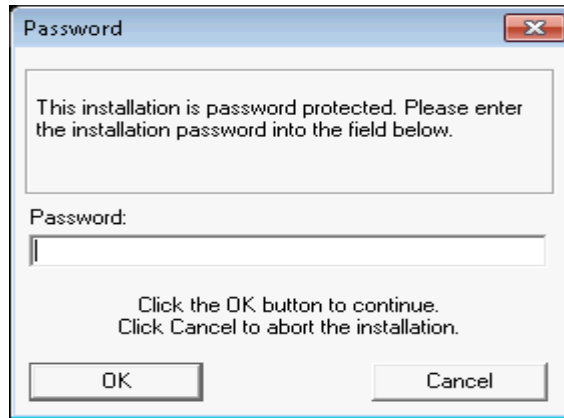 Password
This installation is password protected. Please enter
the installation password into the field below.
Password:
Click the OK button to continue.
Click Cancel to abort the installation.
OK
Cancel